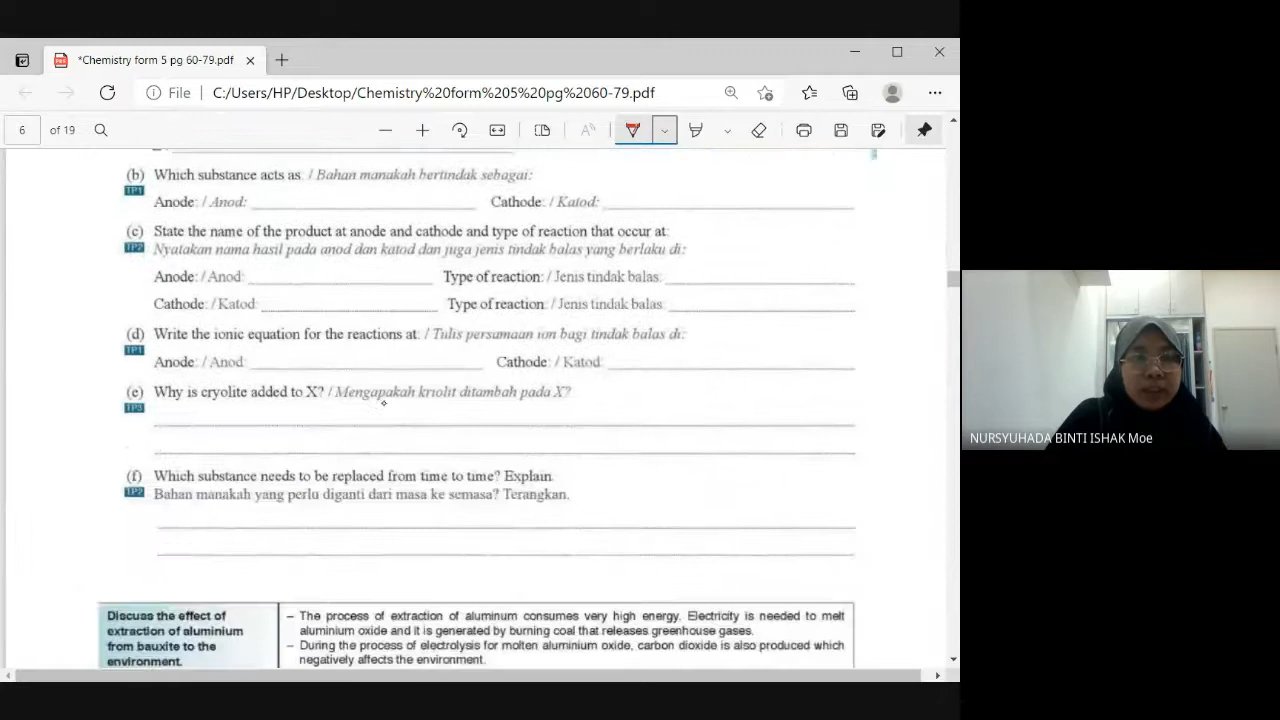 *Chemistry form 5 pg 60-79.pdf
File
C:/Users/HP/Desktop/Chemistry%20form%205%20pg%2060-79.pdf
6 of 19
(b) Which substance acts as: / Bahan manakah bertindak sebagai:
TP1
Anode: / Anod: Cathode: / Katod:
(c) State the name of the product at anode and cathode and type of reaction that occur at:
TP2 Nyatakan nama hasil pada anod dan katod dan juga jenis tindak balas yang berlaku di:
Anode: / Anod: Type of reaction: / Jenis tindak balas:
Cathode: / Katod: Type of reaction: / Jenis tindak balas:
(d) Write the ionic equation for the reactions at: / Tulis persamaan ion bagi tindak balas di:
TP1
Anode: / Anod: Cathode: / Katod:
(e) Why is cryolite added to X? / Mengapakah kriolit ditambah pada X?
TP3
(f) Which substance needs to be replaced from time to time? Explain.
TP2 Bahan manakah yang perlu diganti dari masa ke semasa? Terangkan.
Discuss the effect of
extraction of aluminium
from bauxite to the
environment.
– The process of extraction of aluminum consumes very high energy. Electricity is needed to melt
aluminium oxide and it is generated by burning coal that releases greenhouse gases.
– During the process of electrolysis for molten aluminium oxide, carbon dioxide is also produced which
negatively affects the environment.
NURSYUHADA BINTI ISHAK Moe